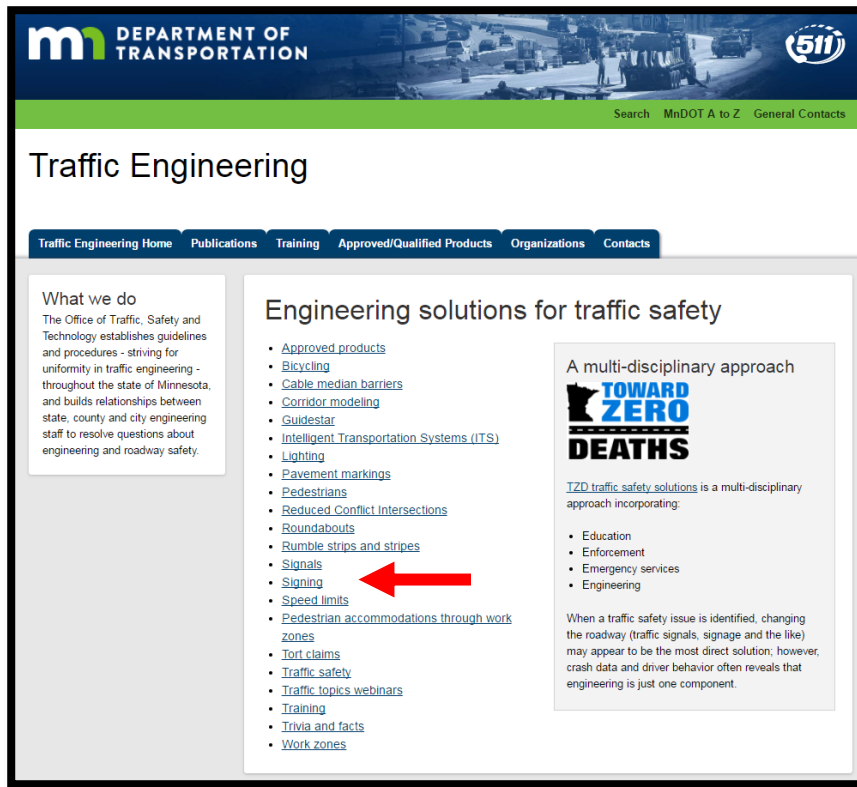 mn DEPARTMENT OF
TRANSPORTATION
511
Search MnDOT A to Z General Contacts
Traffic Engineering
Traffic Engineering Home Publications Training Approved/Qualified Products Organizations Contacts
What we do
The Office of Traffic, Safety and
Technology establishes guidelines
and procedures - striving for
uniformity in traffic engineering -
throughout the state of Minnesota,
and builds relationships between
state, county and city engineering
staff to resolve questions about
engineering and roadway safety.
Engineering solutions for traffic safety
• Approved products
• Bicycling
• Cable median barriers
• Corridor modeling
• Guidestar
• Intelligent Transportation Systems (ITS)
• Lighting
• Pavement markings
• Pedestrians
• Reduced Conflict Intersections
• Roundabouts
• Rumble strips and stripes
• Signals
• Signing
• Speed limits
• Pedestrian accommodations through work
zones
• Tort claims
• Traffic safety
• Traffic topics webinars
• Training
• Trivia and facts
• Work zones
A multi-disciplinary approach
TOWARD
ZERO
DEATHS
TZD traffic safety solutions is a multi-disciplinary
approach incorporating:
• Education
• Enforcement
• Emergency services
• Engineering
When a traffic safety issue is identified, changing
the roadway (traffic signals, signage and the like)
may appear to be the most direct solution; however,
crash data and driver behavior often reveals that
engineering is just one component.